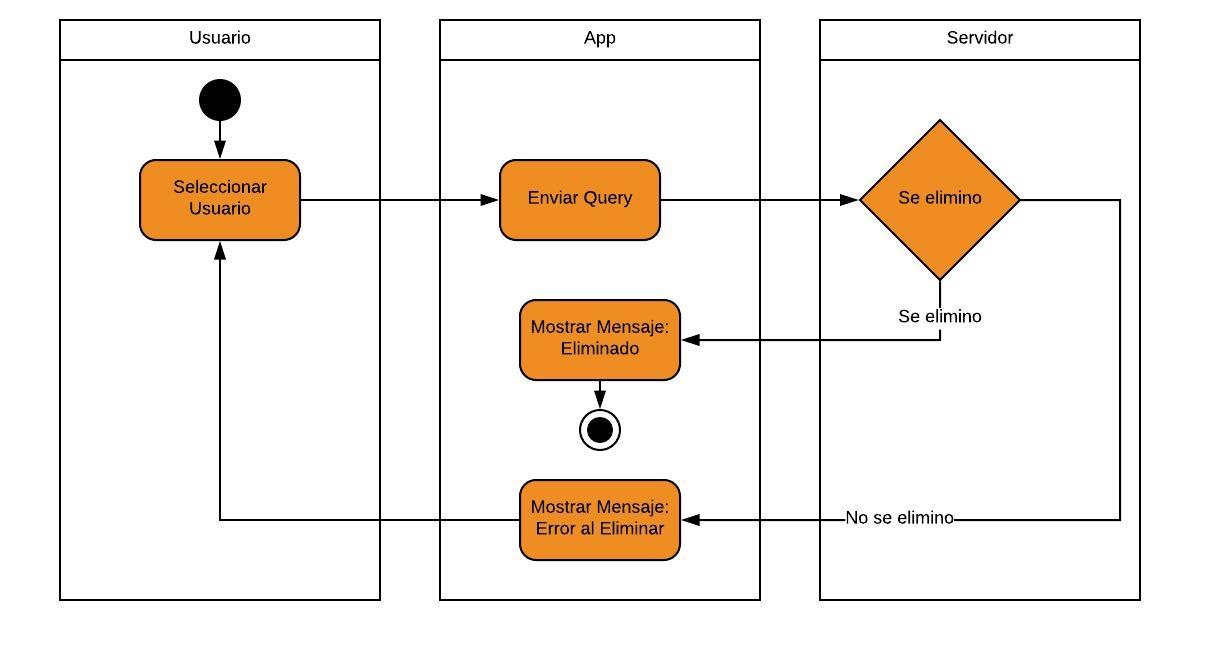 Usuario
App
Servidor
Seleccionar
Usuario
Enviar Query
Se elimino
Se elimino
Mostrar Mensaje:
Eliminado
Mostrar Mensaje:
Error al Eliminar
No se elimino